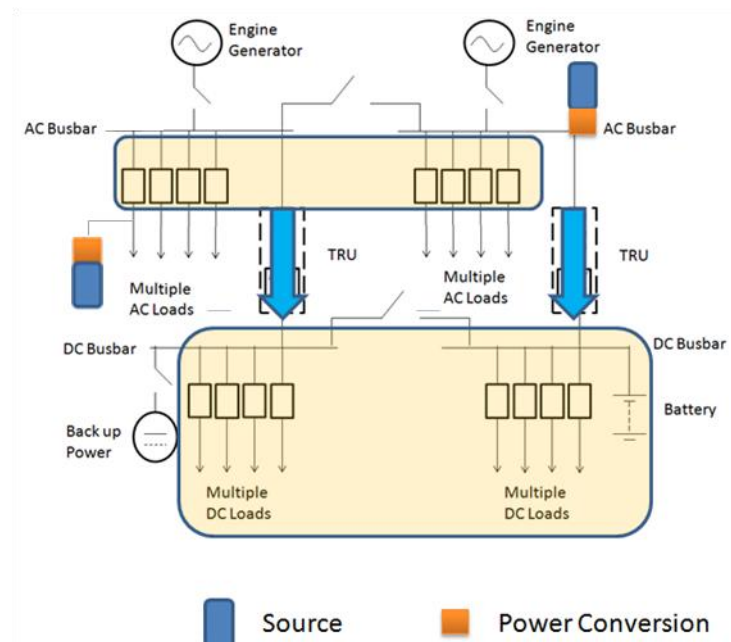 Engine
Generator
Engine
Generator
AC Busbar
AC Busbar
TRU
TRU
Multiple
AC Loads
Multiple
AC Loads
DC Busbar
DC Busbar
Back up
Power
Battery
Multiple
DC Loads
Multiple
DC Loads
Source
Power Conversion